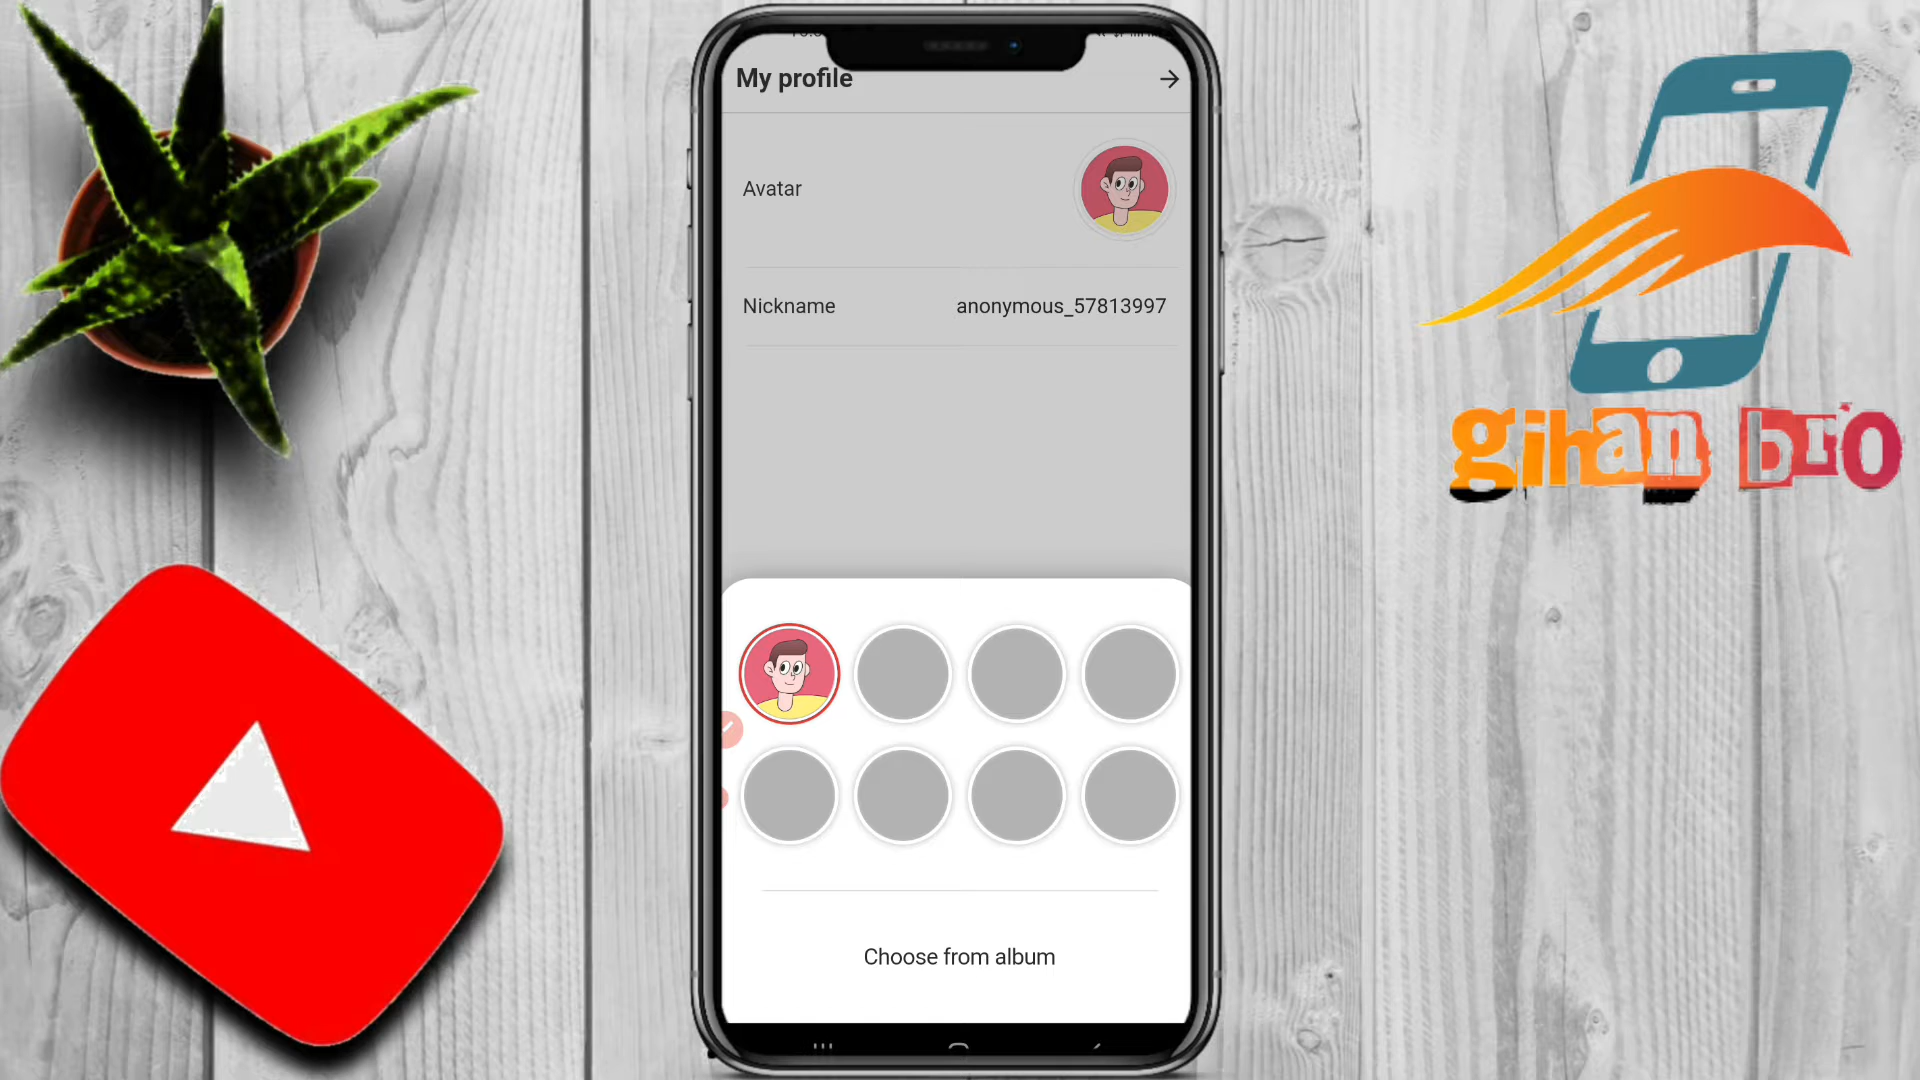 My profile
Avatar
Nickname
anonymous_57813997
Choose from album
gihan bro